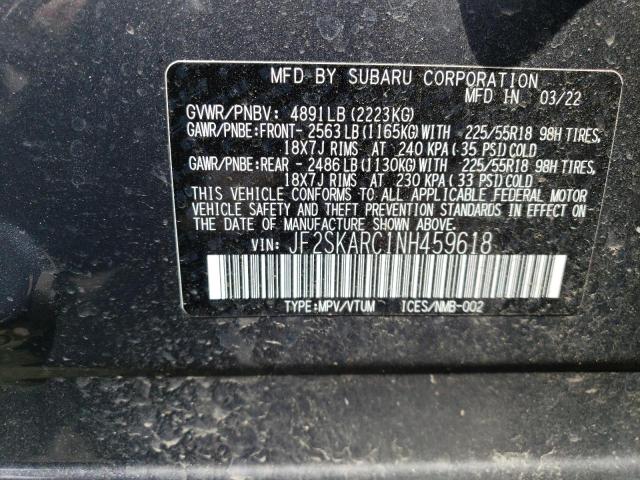 MFD BY SUBARU CORPORATION
MFD IN 03/22
GVWR/PNBV: 4891LB(2223KG)
GAWR/PNBE:FRONT- 2563LB(1165KG)WITH 225/55R18 98H TIRES,
18X7J RIMS AT 240 KPA(35 PSI)COLD
GAWR/PNBE:REAR - 2486LB(1130KG)WITH 225/55R18 98H TIRES,
18X7J RIMS AT 230 KPA(33 PSI)COLD
THIS VEHICLE CONFORMS TO ALL APPLICABLE FEDERAL MOTOR
VEHICLE SAFETY AND THEFT PREVENTION STANDARDS IN EFFECT ON
THE DATE OF MANUFACTURE SHOWN ABOVE.
VIN: JF2SKARC1NH459618
TYPE:MPV/VTUM ICES/NMB-002